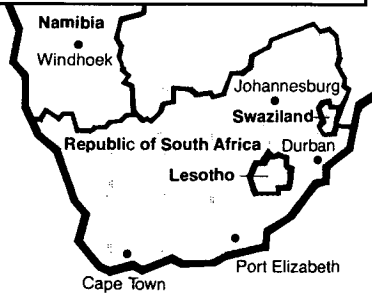 Namibia
Windhoek
Johannesburg
Swaziland
Republic of South Africa
Durban
Lesotho
Port Elizabeth
Cape Town